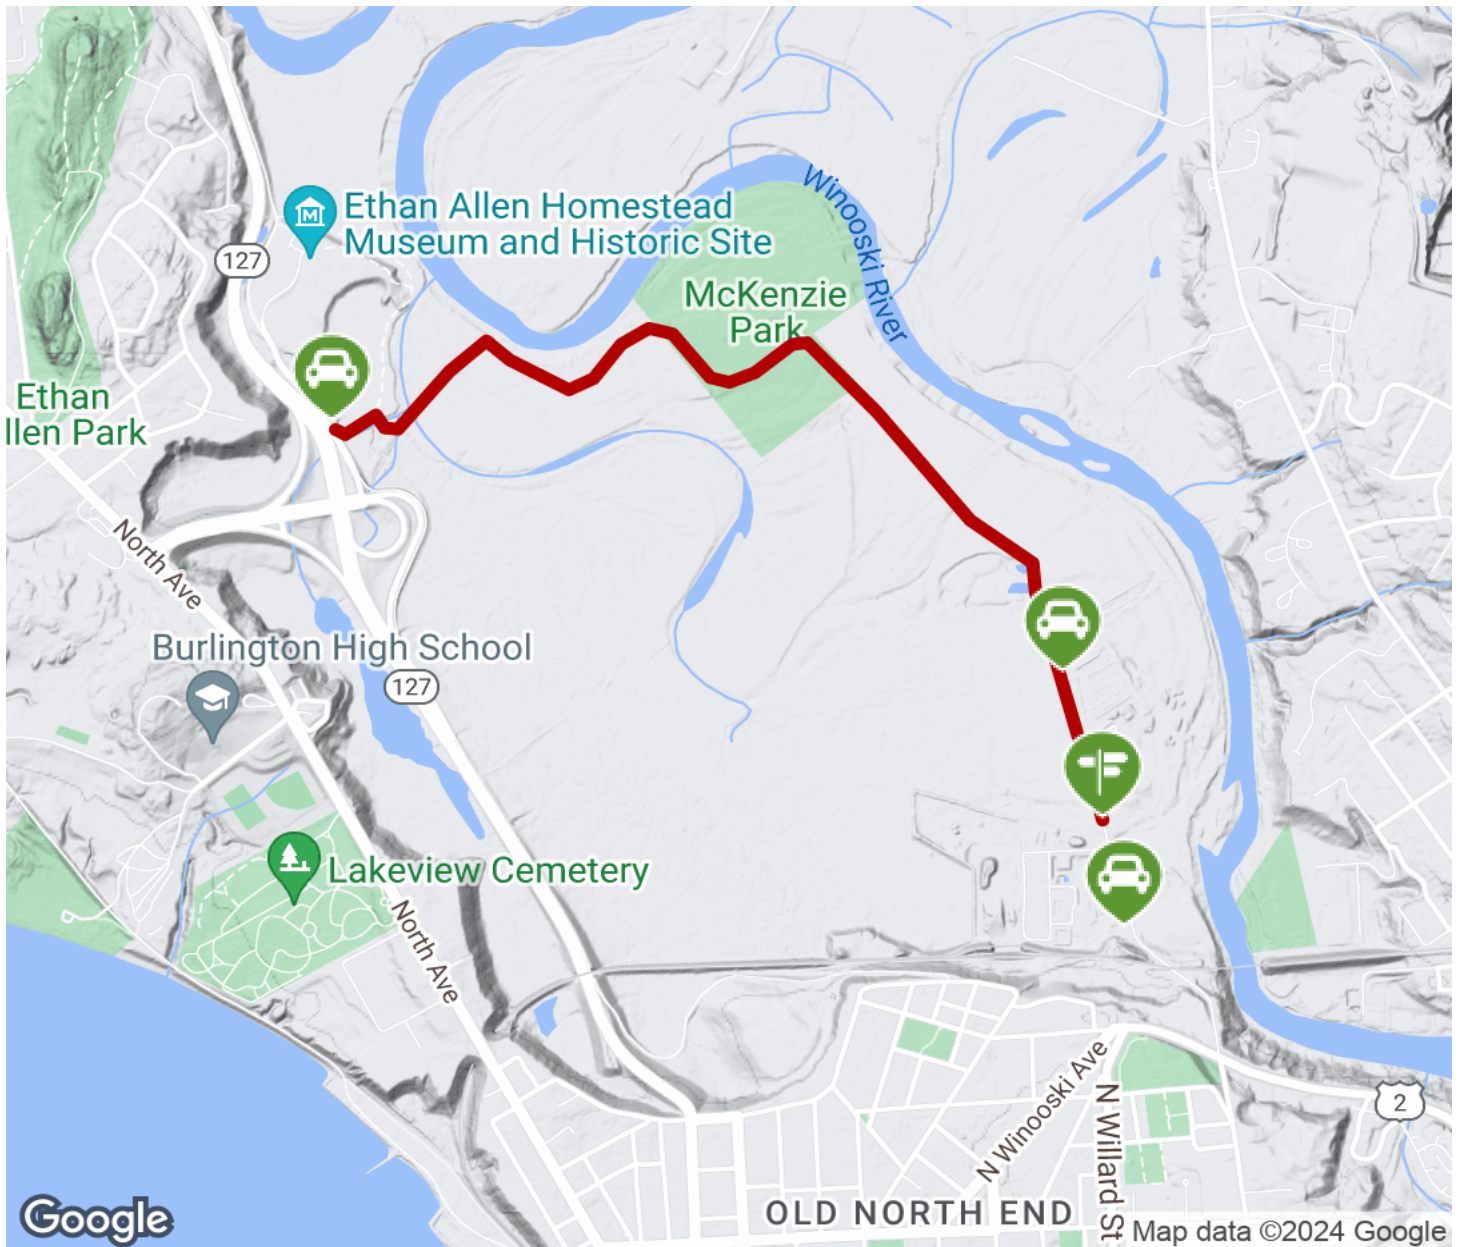 Winooski River
Ethan Allen Homestead
Museum and Historic Site
127
McKenzie
Park
Ethan
llen Park
North Ave
Burlington High School
127
Lakeview Cemetery
North Ave
N Winooski Ave
N Willard St
2
OLD NORTH END
Google
Map data ©2024 Google